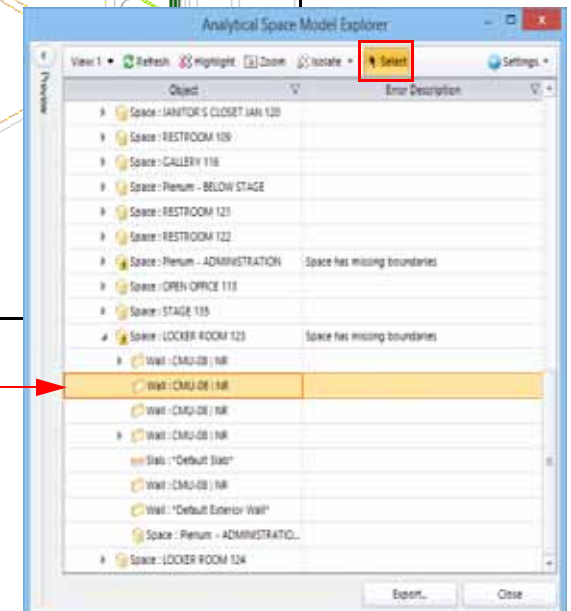 Analytical Space Model Explorer
View 1 Refresh Highlight Zoom Isolate Select Settings
Preview
Object Error Description
Space : JANITOR'S CLOSET JAN 120
Space : RESTROOM 109
Space : GALLERY 116
Space : Plenum - BELOW STAGE
Space : RESTROOM 121
Space : RESTROOM 122
Space : Plenum - ADMINISTRATION Space has missing boundaries
Space : OPEN OFFICE 113
Space : STAGE 135
Space : LOCKER ROOM 123 Space has missing boundaries
Wall : CMU-08 | NR
Wall : CMU-08 | NR
Wall : CMU-08 | NR
Wall : CMU-08 | NR
Slab : *Default Slab*
Wall : CMU-08 | NR
Wall : *Default Exterior Wall*
Space : Plenum - ADMINISTRATIO...
Space : LOCKER ROOM 124
Export... Close